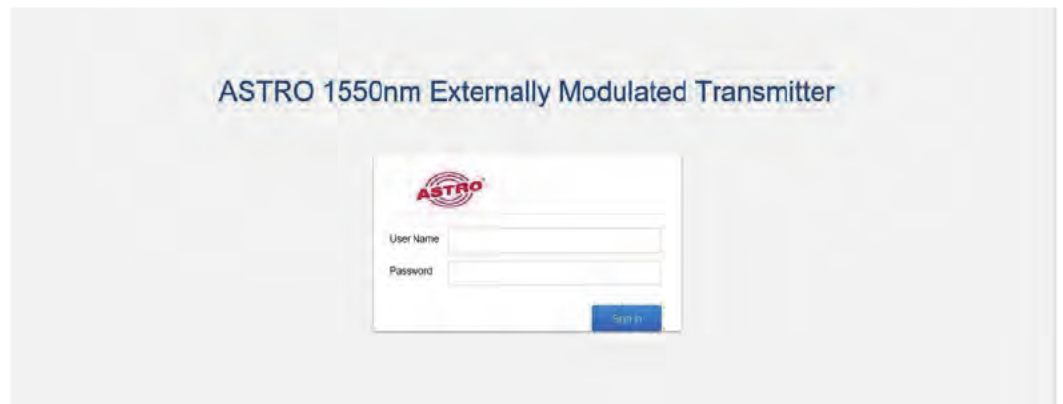 ASTRO 1550nm Externally Modulated Transmitter
ASTRO
User Name
Password
Sign in